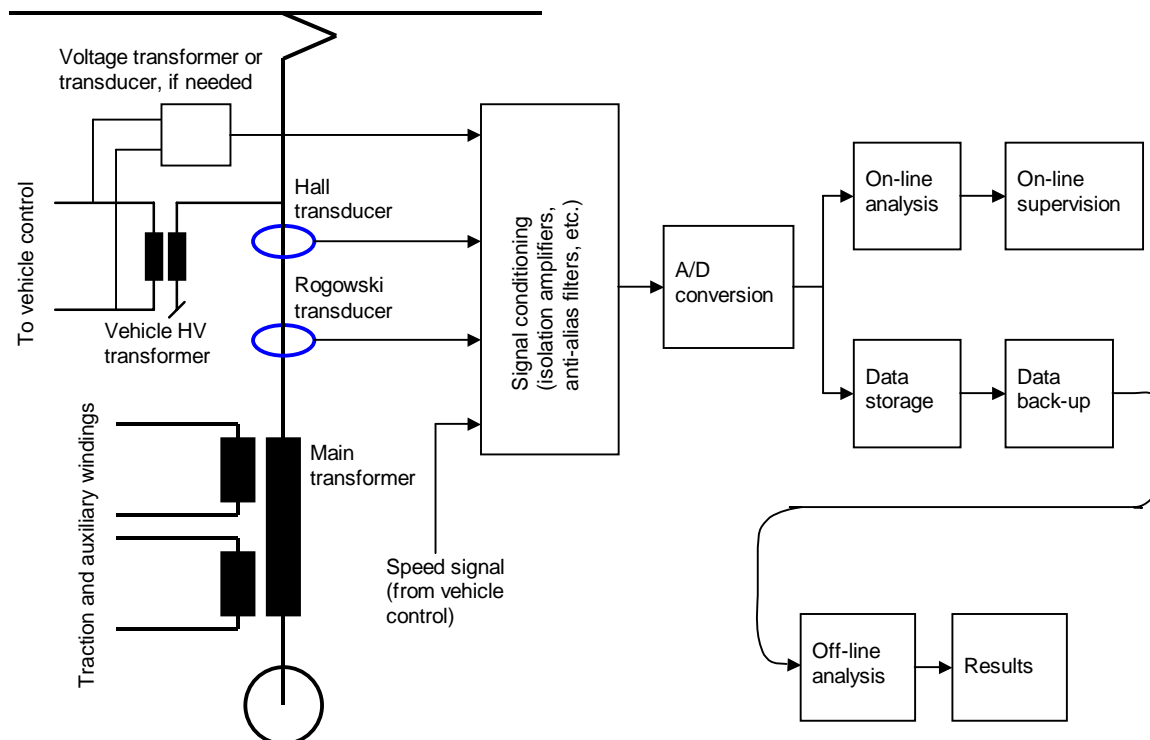 Voltage transformer or
transducer, if needed
To vehicle control
Vehicle HV
transformer
Hall
transducer
Rogowski
transducer
Traction and auxiliary windings
Main
transformer
Speed signal
(from vehicle
control)
Signal conditioning
(isolation amplifiers,
anti-alias filters, etc.)
A/D
conversion
On-line
analysis
On-line
supervision
Data
storage
Data
back-up
Off-line
analysis
Results